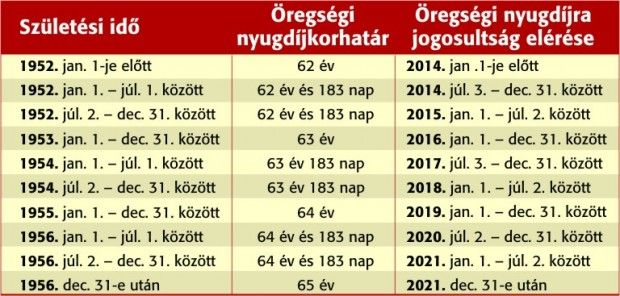 Születési idő
Öregségi
nyugdíjkorhatár
Öregségi nyugdíjra
jogosultság elérése
1952. jan. 1-je előtt 62 év 2014. jan .1-je előtt
1952. jan. 1. – júl. 1. között 62 év és 183 nap 2014. júl. 3. – dec. 31. között
1952. júl. 2. – dec. 31. között 62 év és 183 nap 2015. jan. 1. – júl. 2. között
1953. jan. 1. – dec. 31. között 63 év 2016. jan. 1. – dec. 31. között
1954. jan. 1. – júl. 1. között 63 év 183 nap 2017. júl. 3. – dec. 31. között
1954. júl. 2. – dec. 31. között 63 év 183 nap 2018. jan. 1. – júl. 2. között
1955. jan. 1. – dec. 31. között 64 év 2019. jan. 1. – dec. 31. között
1956. jan. 1. – júl. 1. között 64 év és 183 nap 2020. júl. 2. – dec. 31. között
1956. júl. 2. – dec. 31. között 64 év és 183 nap 2021. jan. 1. – júl. 2. között
1956. dec. 31-e után 65 év 2021. dec. 31-e után